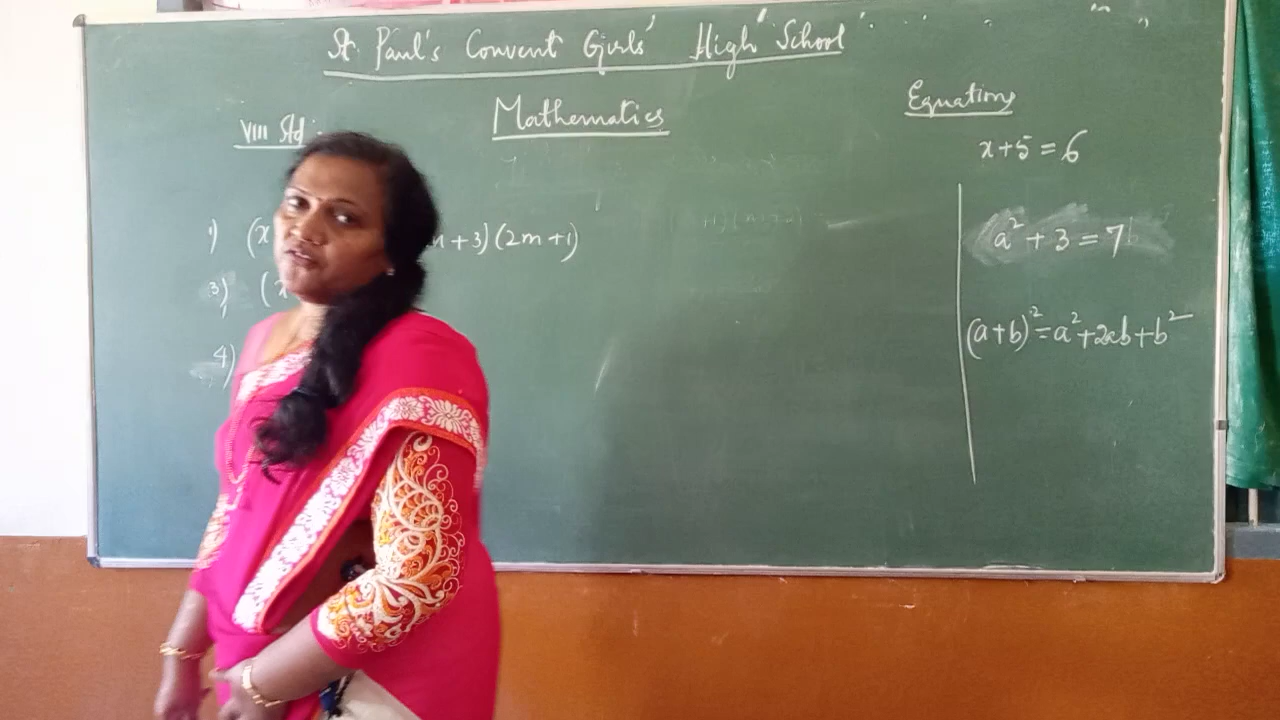 St. Paul's Convent Girls' High School
Mathematics
VIII Std :
1) (x + 3) (2m + 1)
3) (x
4)
Equations
x + 5 = 6
a² + 3 = 7
(a+b)² = a² + 2ab + b²